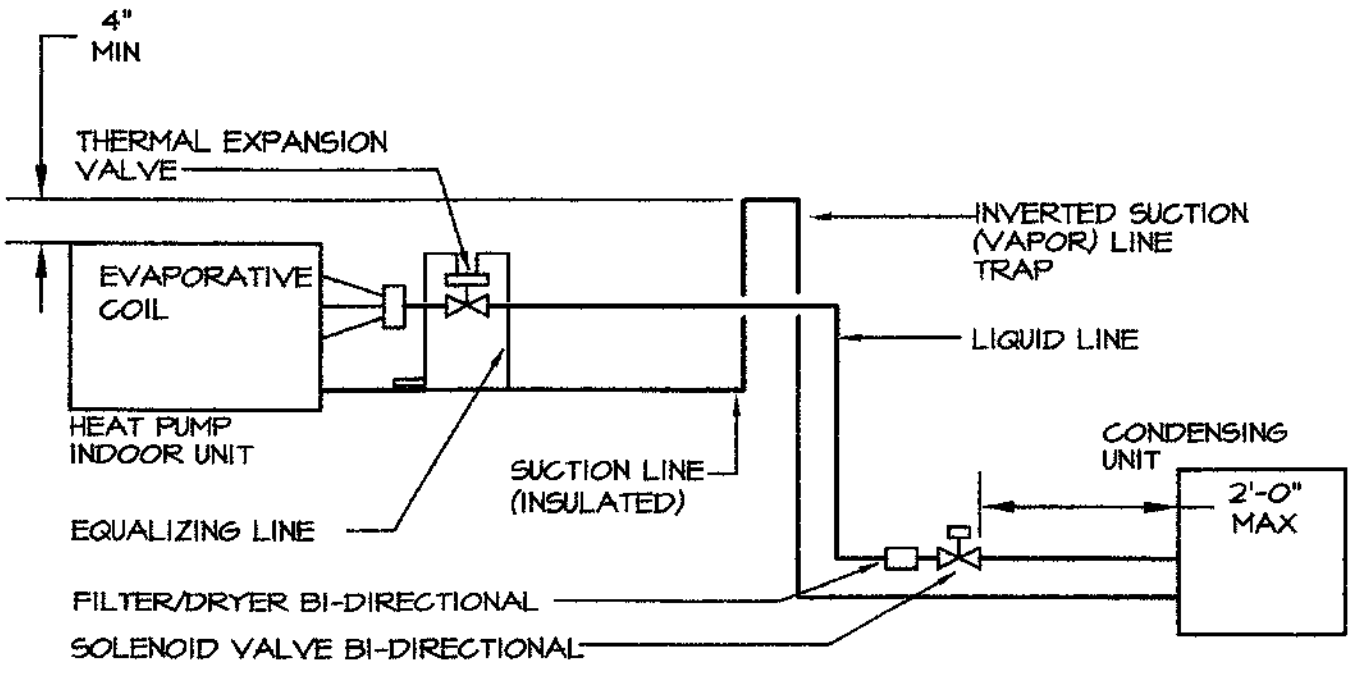 4"
MIN
THERMAL EXPANSION
VALVE
INVERTED SUCTION
(VAPOR) LINE
TRAP
EVAPORATIVE
COIL
LIQUID LINE
HEAT PUMP
INDOOR UNIT
SUCTION LINE
(INSULATED)
CONDENSING
UNIT
2'-0"
MAX
EQUALIZING LINE
FILTER/DRYER BI-DIRECTIONAL
SOLENOID VALVE BI-DIRECTIONAL